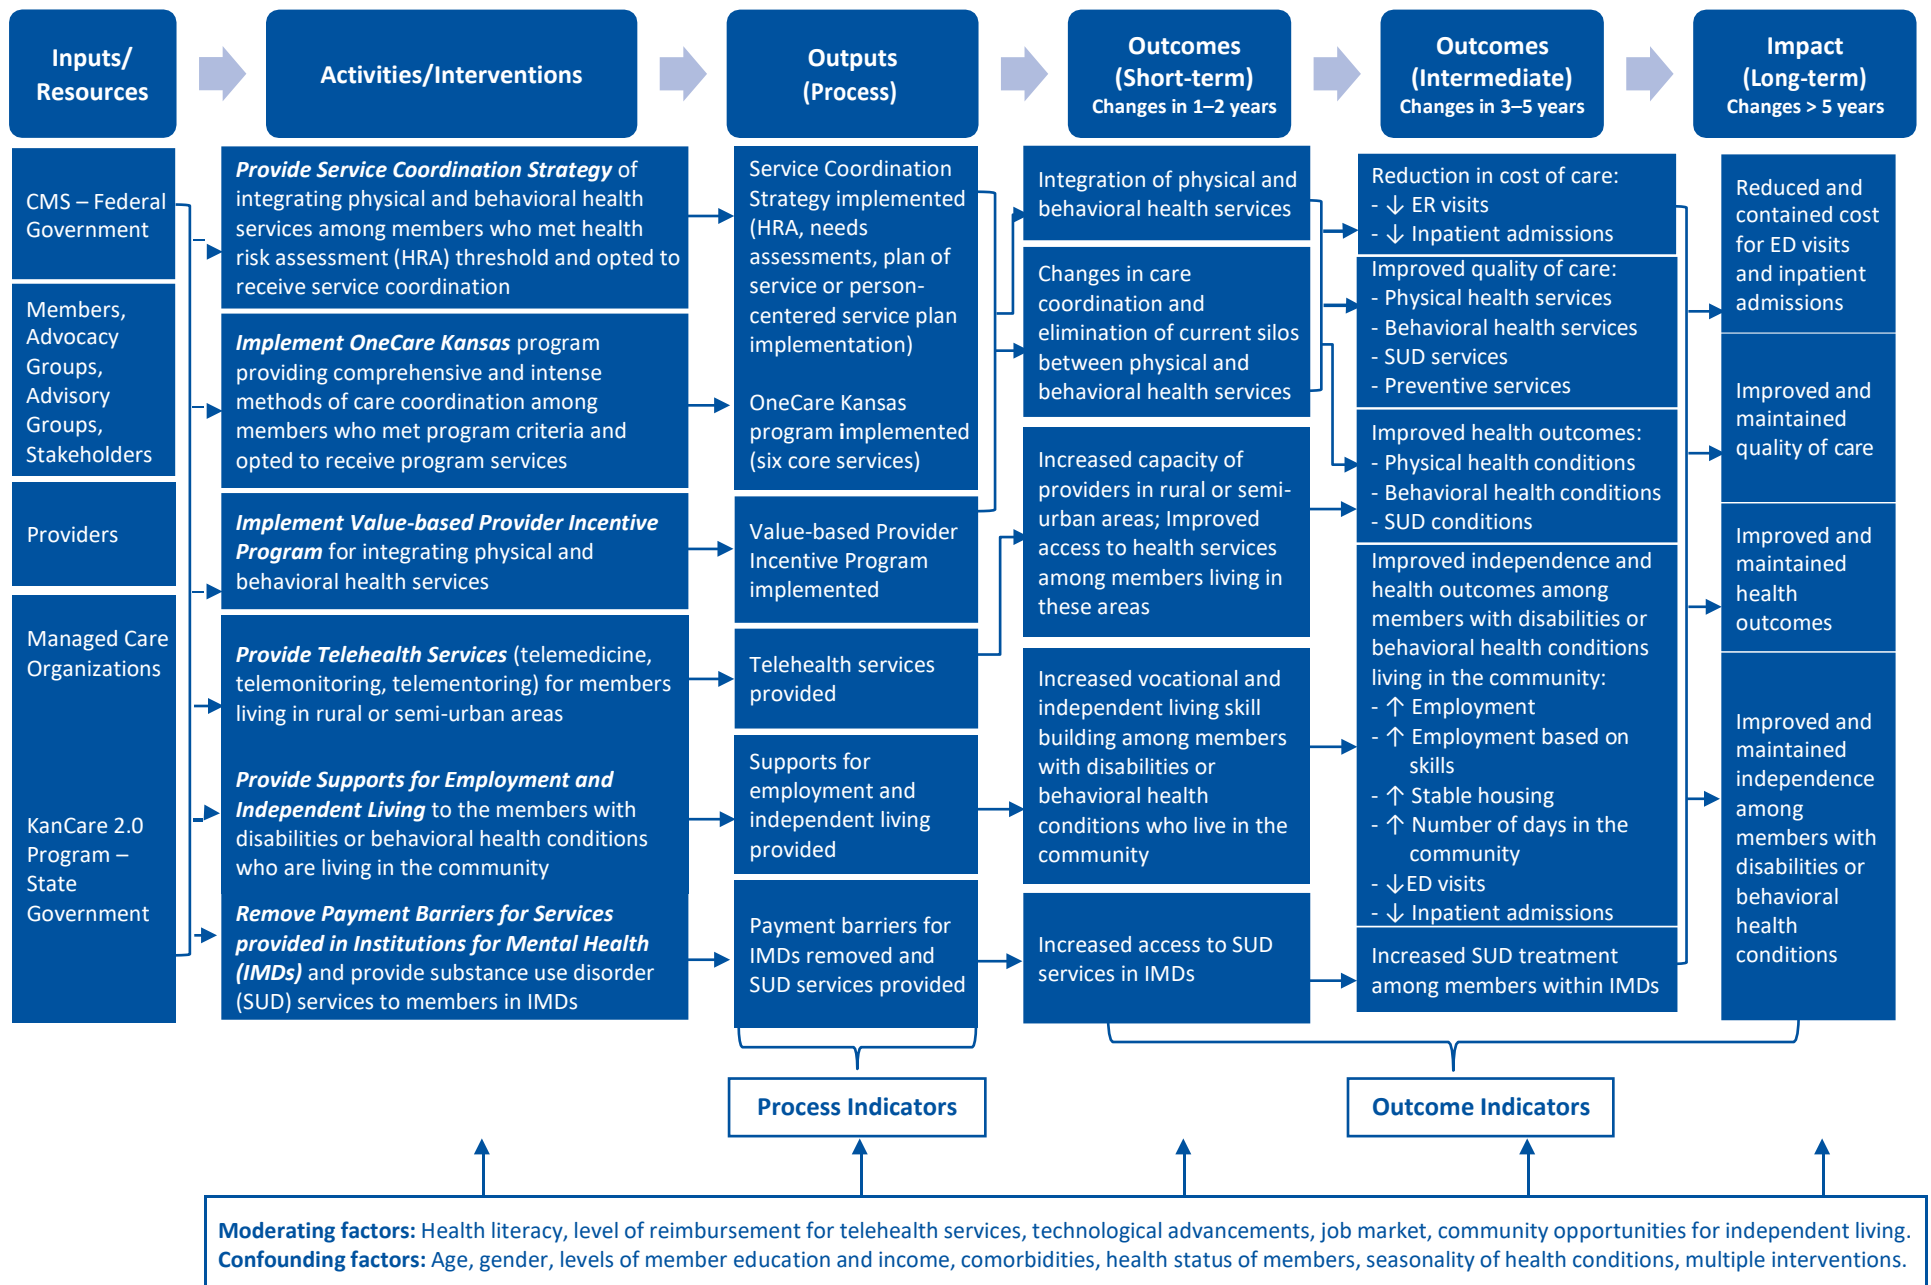 Inputs/
Resources
Activities/Interventions
Outputs
(Process)
Outcomes
(Short-term)
Changes in 1–2 years
Outcomes
(Intermediate)
Changes in 3–5 years
Impact
(Long-term)
Changes > 5 years
CMS – Federal
Government
Members,
Advocacy
Groups,
Advisory
Groups,
Stakeholders
Providers
Managed Care
Organizations
KanCare 2.0
Program –
State
Government
Provide Service Coordination Strategy of
integrating physical and behavioral health
services among members who met health
risk assessment (HRA) threshold and opted to
receive service coordination
Implement OneCare Kansas program
providing comprehensive and intense
methods of care coordination among
members who met program criteria and
opted to receive program services
Implement Value-based Provider Incentive
Program for integrating physical and
behavioral health services
Provide Telehealth Services (telemedicine,
telemonitoring, telementoring) for members
living in rural or semi-urban areas
Provide Supports for Employment and
Independent Living to the members with
disabilities or behavioral health conditions
who are living in the community
Remove Payment Barriers for Services
provided in Institutions for Mental Health
(IMDs) and provide substance use disorder
(SUD) services to members in IMDs
Service Coordination
Strategy implemented
(HRA, needs
assessments, plan of
service or person-
centered service plan
implementation)
OneCare Kansas
program implemented
(six core services)
Value-based Provider
Incentive Program
implemented
Telehealth services
provided
Supports for
employment and
independent living
provided
Payment barriers for
IMDs removed and
SUD services provided
Integration of physical and
behavioral health services
Changes in care
coordination and
elimination of current silos
between physical and
behavioral health services
Increased capacity of
providers in rural or semi-
urban areas; Improved
access to health services
among members living in
these areas
Increased vocational and
independent living skill
building among members
with disabilities or
behavioral health
conditions who live in the
community
Increased access to SUD
services in IMDs
Reduction in cost of care:
- ↓ ER visits
- ↓ Inpatient admissions
Improved quality of care:
- Physical health services
- Behavioral health services
- SUD services
- Preventive services
Improved health outcomes:
- Physical health conditions
- Behavioral health conditions
- SUD conditions
Improved independence and
health outcomes among
members with disabilities or
behavioral health conditions
living in the community:
- ↑ Employment
- ↑ Employment based on
skills
- ↑ Stable housing
- ↑ Number of days in the
community
- ↓ED visits
- ↓ Inpatient admissions
Increased SUD treatment
among members within IMDs
Reduced and
contained cost
for ED visits
and inpatient
admissions
Improved and
maintained
quality of care
Improved and
maintained
health
outcomes
Improved and
maintained
independence
among
members with
disabilities or
behavioral
health
conditions
Process Indicators
Outcome Indicators
Moderating factors: Health literacy, level of reimbursement for telehealth services, technological advancements, job market, community opportunities for independent living.
Confounding factors: Age, gender, levels of member education and income, comorbidities, health status of members, seasonality of health conditions, multiple interventions.